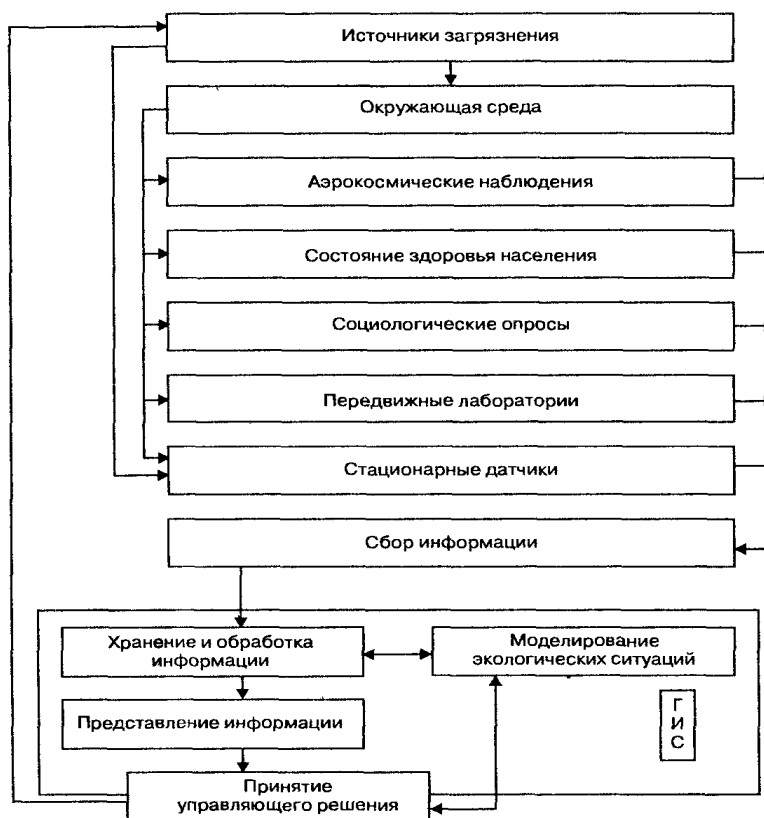 Источники загрязнения
Окружающая среда
Аэрокосмические наблюдения
Состояние здоровья населения
Социологические опросы
Передвижные лаборатории
Стационарные датчики
Сбор информации
Хранение и обработка
информации
Моделирование
экологических ситуаций
Представление информации
Г
И
С
Принятие
управляющего решения